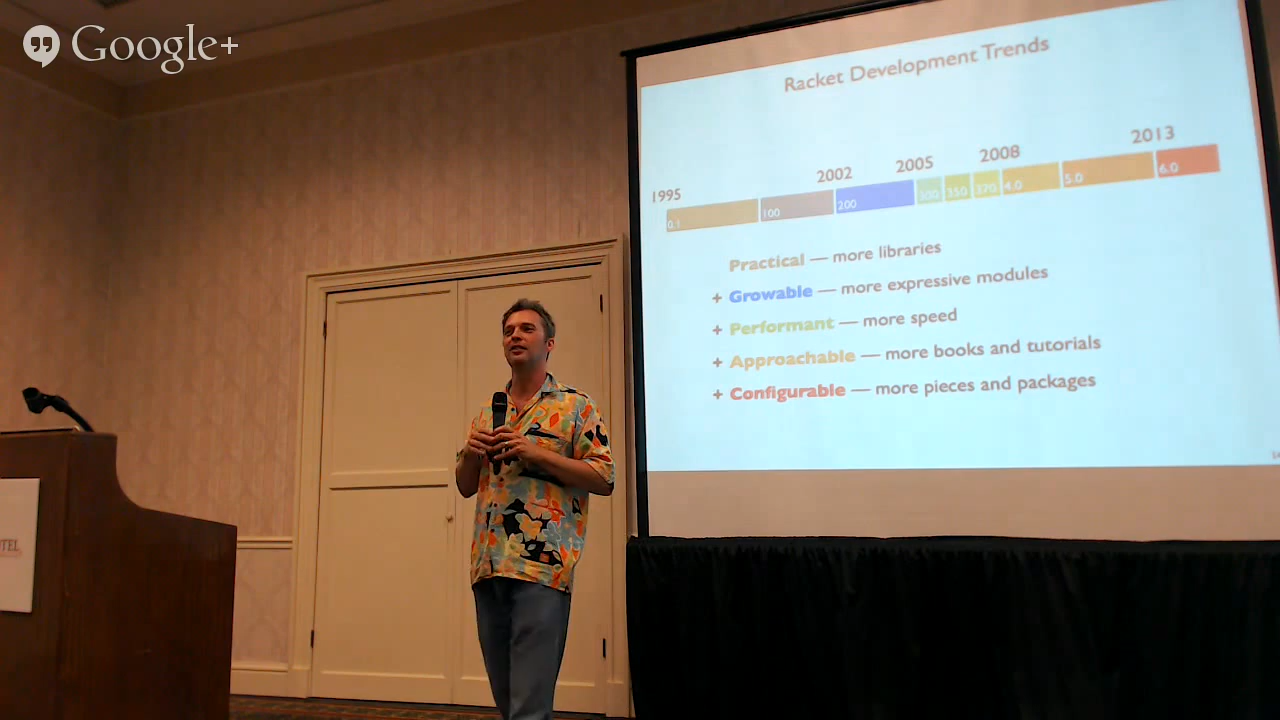 Google+
Racket Development Trends
1995 2002 2005 2008 2013
0.1 100 200 300 350 370 4.0 5.0 6.0
Practical — more libraries
+ Growable — more expressive modules
+ Performant — more speed
+ Approachable — more books and tutorials
+ Configurable — more pieces and packages